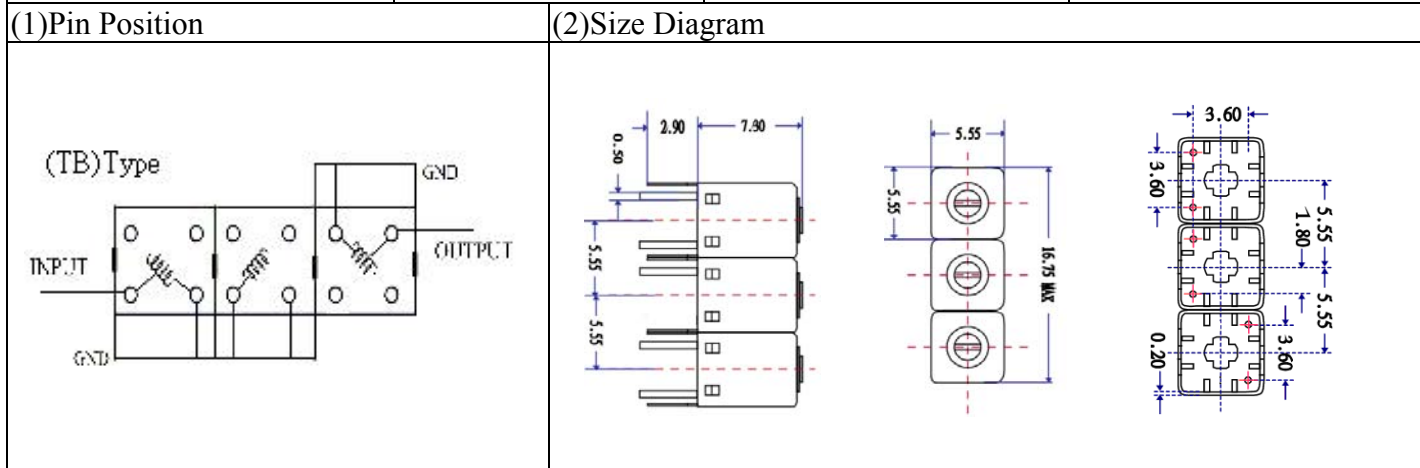 (1)Pin Position
(2)Size Diagram
(TB)Type
GND
INPUT
OUTPUT
GND
2.90
7.30
0.50
5.55
5.55
5.55
5.55
16.75 MAX
3.60
3.60
5.55
1.80
5.55
3.60
0.20